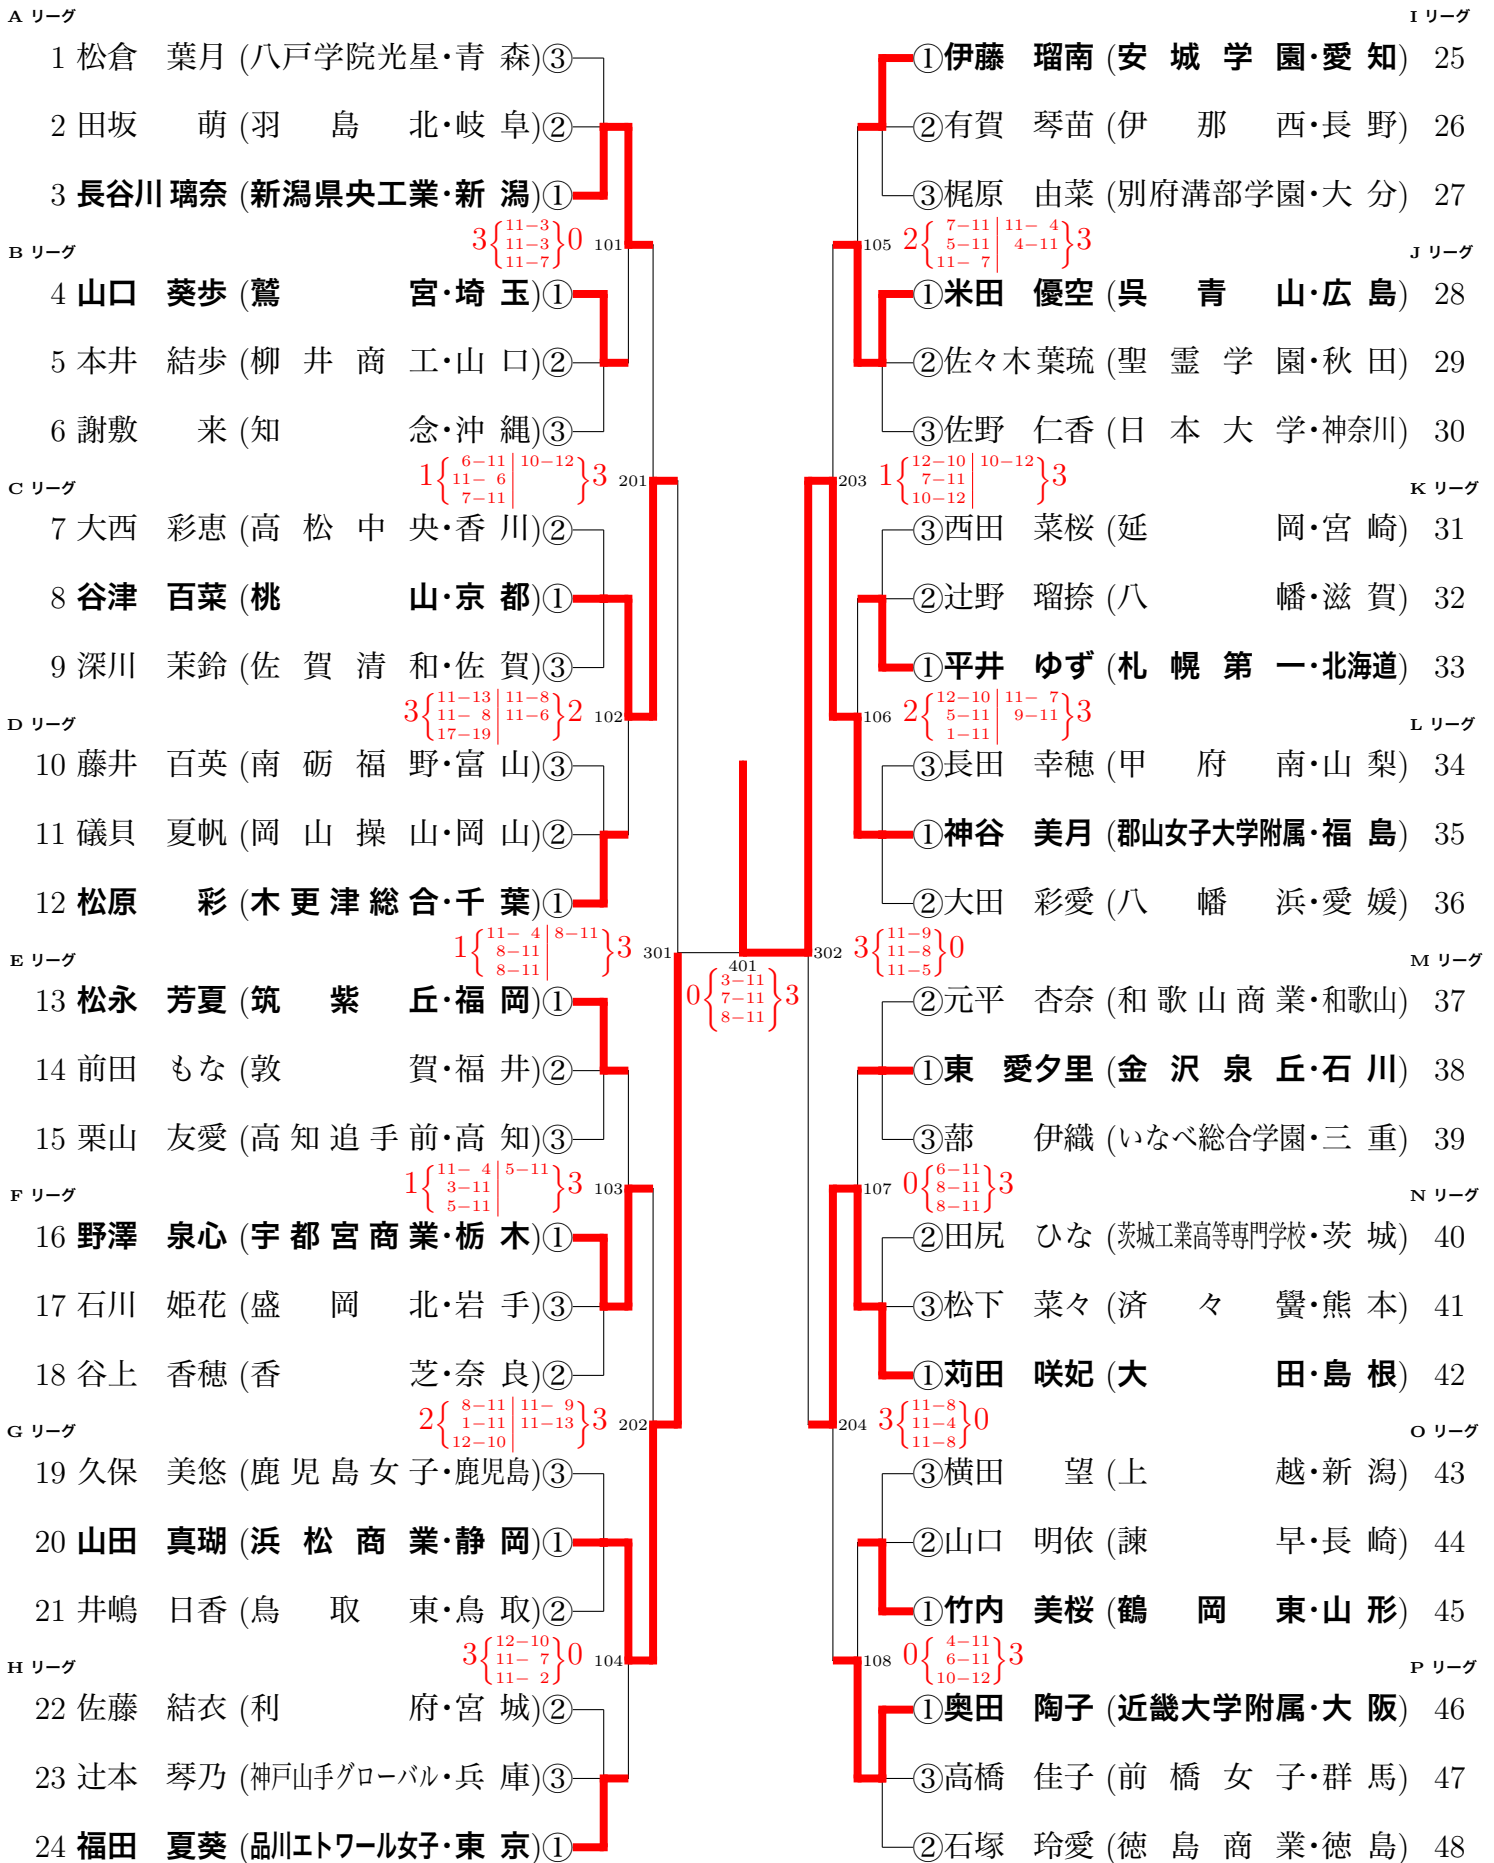 A リーグ
1 松倉 葉月 (八戸学院光星・青 森)③
2 田坂 萌 (羽 島 北・岐 阜)②
3 長谷川 璃奈 (新潟県央工業・新 潟)①
3{11-3 11-3 11-7}0 101
B リーグ
4 山口 葵歩 (鷲 宮・埼 玉)①
5 本井 結歩 (柳 井 商 工・山 口)②
6 謝敷 来 (知 念・沖 縄)③
1{6-11 11-6 7-11|10-12}3 201
C リーグ
7 大西 彩恵 (高 松 中 央・香 川)②
8 谷津 百菜 (桃 山・京 都)①
9 深川 茉鈴 (佐 賀 清 和・佐 賀)③
3{11-13 11-8 17-19|11-8 11-6}2 102
D リーグ
10 藤井 百英 (南 砺 福 野・富 山)③
11 礒貝 夏帆 (岡 山 操 山・岡 山)②
12 松原 彩 (木 更 津 総 合・千 葉)①
1{11-4 8-11 8-11|8-11}3 301
E リーグ
13 松永 芳夏 (筑 紫 丘・福 岡)①
14 前田 もな (敦 賀・福 井)②
15 栗山 友愛 (高 知 追 手 前・高 知)③
1{11-4 3-11 5-11|5-11}3 103
F リーグ
16 野澤 泉心 (宇 都 宮 商 業・栃 木)①
17 石川 姫花 (盛 岡 北・岩 手)③
18 谷上 香穂 (香 芝・奈 良)②
2{8-11 1-11 12-10|11-9 11-13}3 202
G リーグ
19 久保 美悠 (鹿 児 島 女 子・鹿児島)③
20 山田 真瑚 (浜 松 商 業・静 岡)①
21 井嶋 日香 (鳥 取 東・鳥 取)②
3{12-10 11-7 11-2}0 104
H リーグ
22 佐藤 結衣 (利 府・宮 城)②
23 辻本 琴乃 (神戸山手グローバル・兵 庫)③
24 福田 夏葵 (品川エトワール女子・東 京)①
401
0{3-11 7-11 8-11}3
I リーグ
①伊藤 瑠南 (安 城 学 園・愛 知) 25
②有賀 琴苗 (伊 那 西・長 野) 26
③梶原 由菜 (別府溝部学園・大 分) 27
105 2{7-11 5-11 11-7|11-4 4-11}3
J リーグ
①米田 優空 (呉 青 山・広 島) 28
②佐々木 葉琉 (聖 霊 学 園・秋 田) 29
③佐野 仁香 (日 本 大 学・神奈川) 30
203 1{12-10 7-11 10-12|10-12}3
K リーグ
③西田 菜桜 (延 岡・宮 崎) 31
②辻野 瑠捺 (八 幡・滋 賀) 32
①平井 ゆず (札 幌 第 一・北海道) 33
106 2{12-10 5-11 1-11|11-7 9-11}3
L リーグ
③長田 幸穂 (甲 府 南・山 梨) 34
①神谷 美月 (郡山女子大学附属・福 島) 35
②大田 彩愛 (八 幡 浜・愛 媛) 36
302 3{11-9 11-8 11-5}0
M リーグ
②元平 杏奈 (和 歌 山 商 業・和歌山) 37
①東 愛夕里 (金 沢 泉 丘・石 川) 38
③蔀 伊織 (いなべ総合学園・三 重) 39
107 0{6-11 8-11 8-11}3
N リーグ
②田尻 ひな (茨城工業高等専門学校・茨 城) 40
③松下 菜々 (済 々 黌・熊 本) 41
①苅田 咲妃 (大 田・島 根) 42
204 3{11-8 11-4 11-8}0
O リーグ
③横田 望 (上 越・新 潟) 43
②山口 明依 (諫 早・長 崎) 44
①竹内 美桜 (鶴 岡 東・山 形) 45
108 0{4-11 6-11 10-12}3
P リーグ
①奥田 陶子 (近畿大学附属・大 阪) 46
③高橋 佳子 (前 橋 女 子・群 馬) 47
②石塚 玲愛 (徳 島 商 業・徳 島) 48